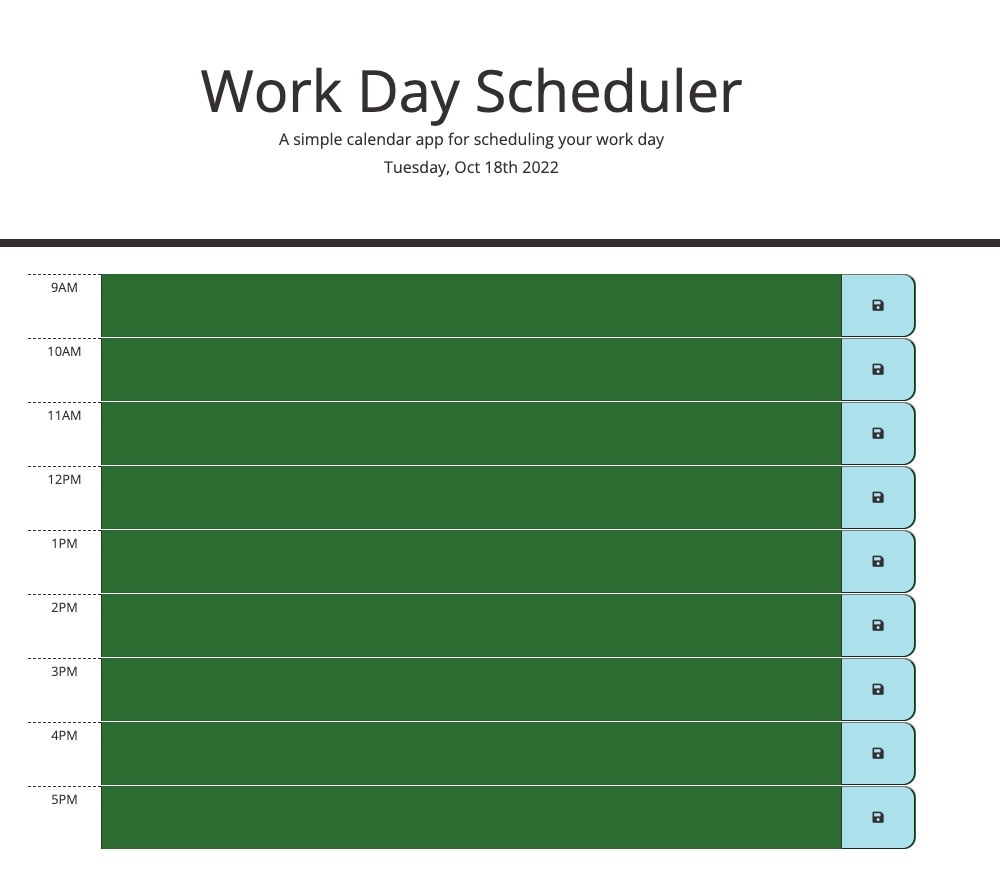 Work Day Scheduler
A simple calendar app for scheduling your work day
Tuesday, Oct 18th 2022
9AM
10AM
11AM
12PM
1PM
2PM
3PM
4PM
5PM